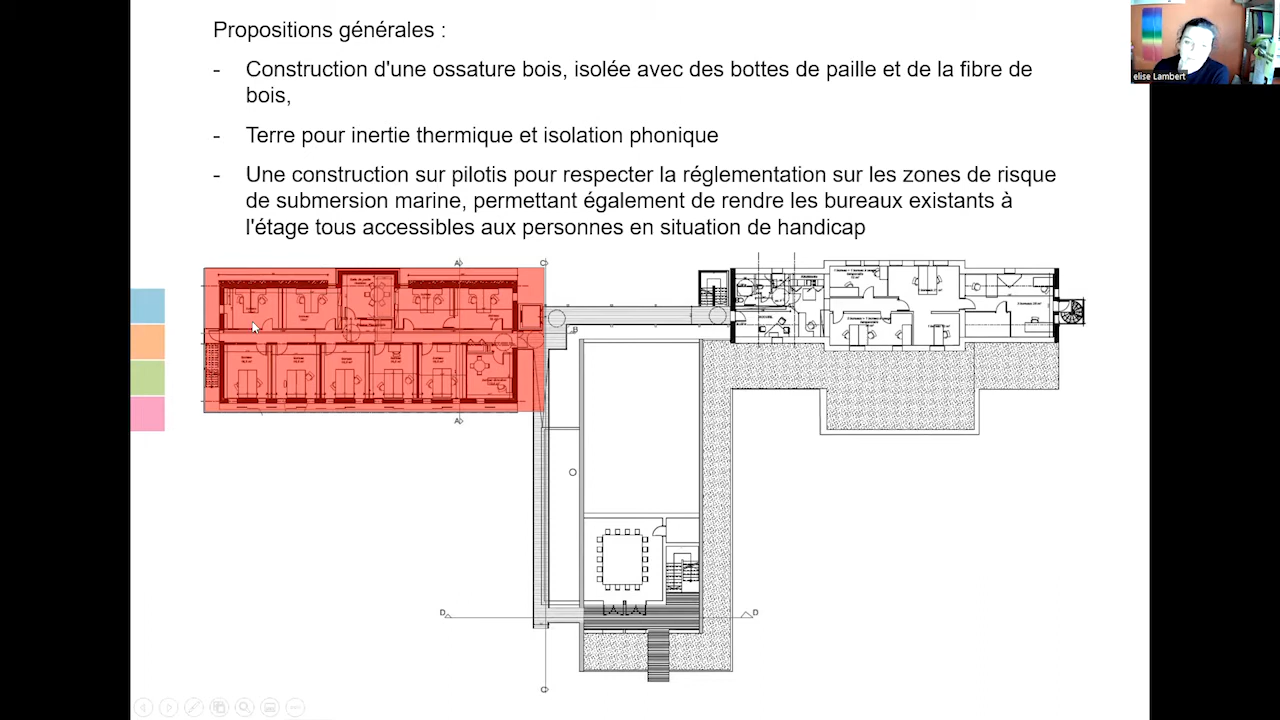 Propositions générales :
elise Lambert
- Construction d'une ossature bois, isolée avec des bottes de paille et de la fibre de
bois,
- Terre pour inertie thermique et isolation phonique
- Une construction sur pilotis pour respecter la réglementation sur les zones de risque
de submersion marine, permettant également de rendre les bureaux existants à
l'étage tous accessibles aux personnes en situation de handicap
A
C
B
A
D
D
C